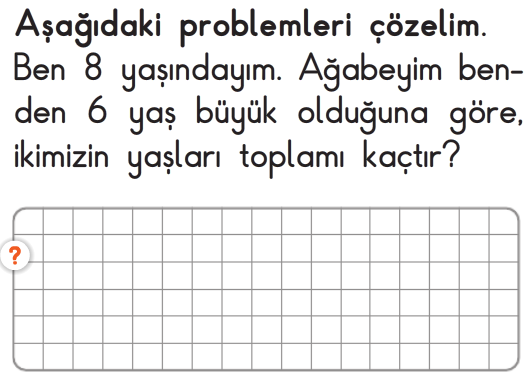 Aşağıdaki problemleri çözelim.
Ben 8 yaşındayım. Ağabeyim ben-
den 6 yaş büyük olduğuna göre,
ikimizin yaşları toplamı kaçtır?
?